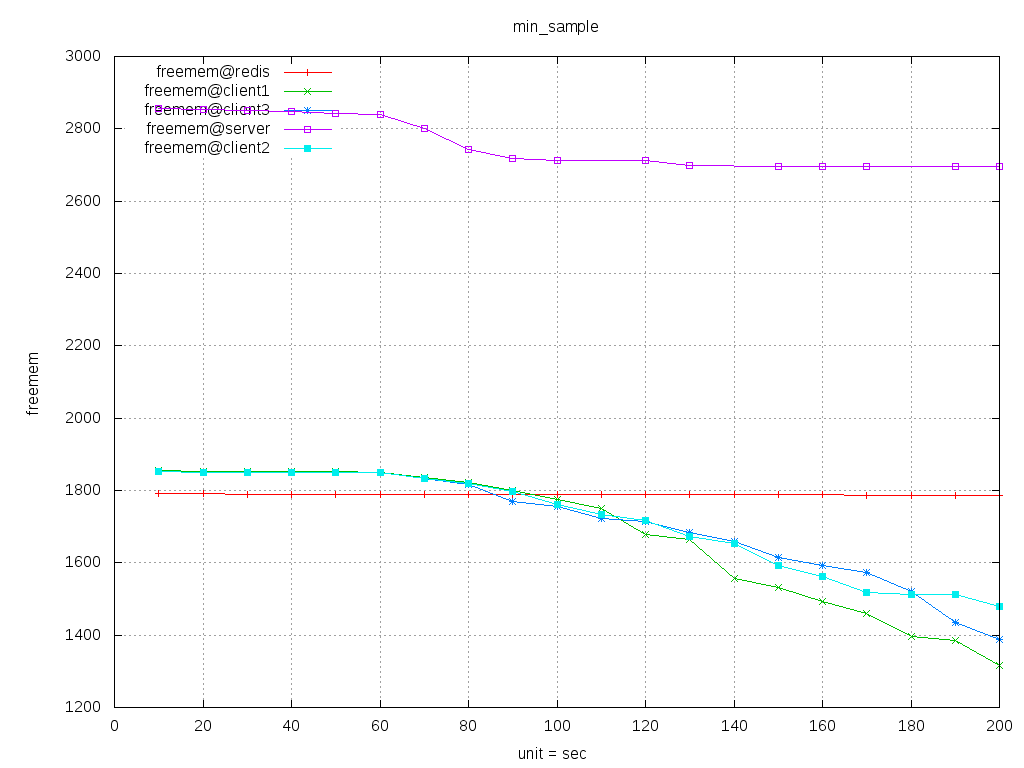 min_sample
3000
2800
2600
2400
2200
2000
1800
1600
1400
1200
freemem
freemem@redis
freemem@client1
freemem@client3
freemem@server
freemem@client2
0 20 40 60 80 100 120 140 160 180 200
unit = sec